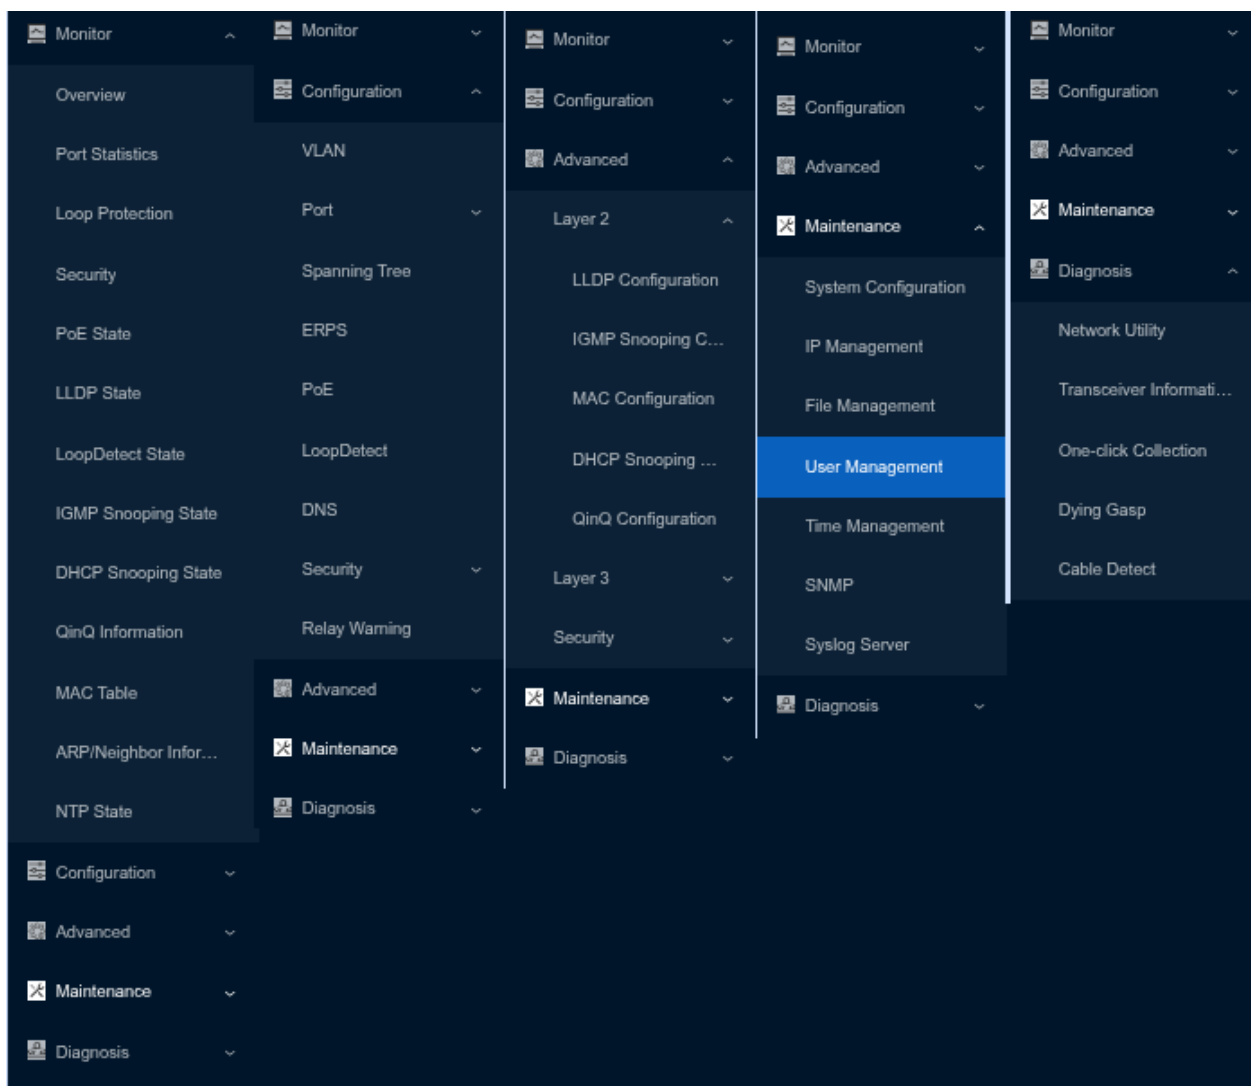 Monitor
Overview
Port Statistics
Loop Protection
Security
PoE State
LLDP State
LoopDetect State
IGMP Snooping State
DHCP Snooping State
QinQ Information
MAC Table
ARP/Neighbor Infor...
NTP State
Configuration
Advanced
Maintenance
Diagnosis
Monitor
Configuration
VLAN
Port
Spanning Tree
ERPS
PoE
LoopDetect
DNS
Security
Relay Warning
Advanced
Maintenance
Diagnosis
Monitor
Configuration
Advanced
Layer 2
LLDP Configuration
IGMP Snooping C...
MAC Configuration
DHCP Snooping ...
QinQ Configuration
Layer 3
Security
Maintenance
Diagnosis
Monitor
Configuration
Advanced
Maintenance
System Configuration
IP Management
File Management
User Management
Time Management
SNMP
Syslog Server
Diagnosis
Monitor
Configuration
Advanced
Maintenance
Diagnosis
Network Utility
Transceiver Informati...
One-click Collection
Dying Gasp
Cable Detect